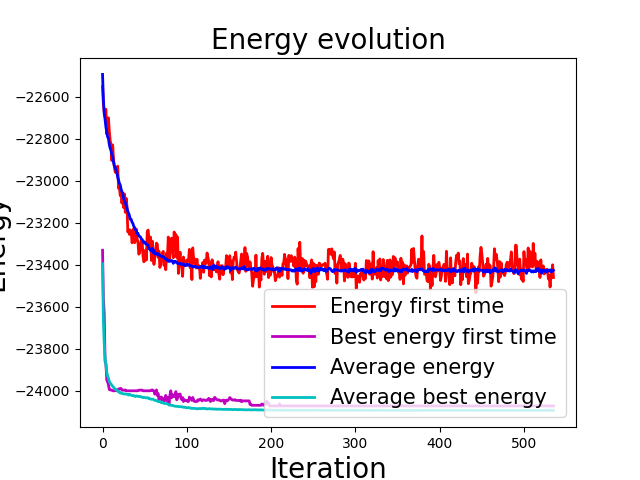 Energy evolution
Energy
−22600
−22800
−23000
−23200
−23400
−23600
−23800
−24000
Energy first time
Best energy first time
Average energy
Average best energy
0 100 200 300 400 500
Iteration